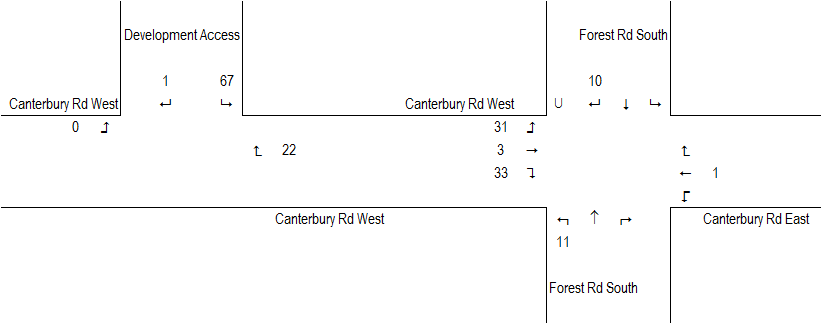 Development Access
Forest Rd South
1 67
10
Canterbury Rd West
↵ ↳
Canterbury Rd West
U ↵ ↓ ↳
0
31
22
3 →
33
← 1
Canterbury Rd West
↰ ↑ ↱
Canterbury Rd East
11
Forest Rd South